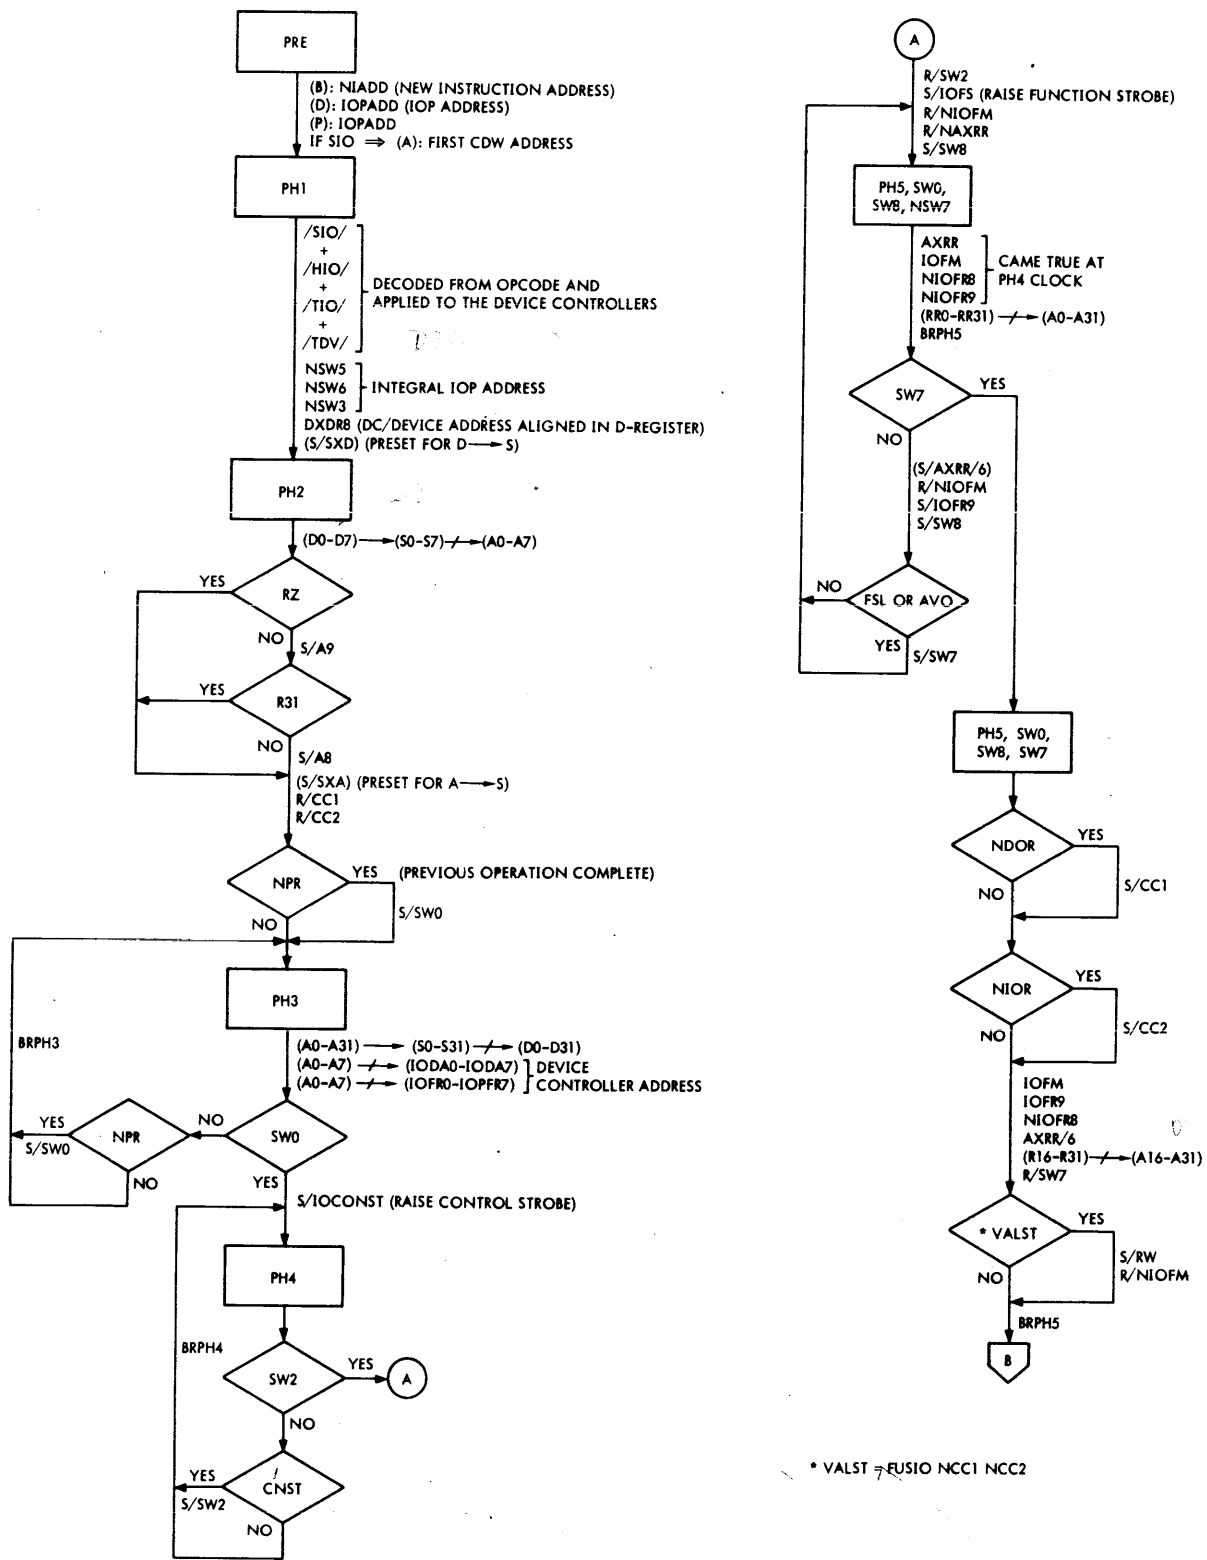 PRE
(B): NIADD (NEW INSTRUCTION ADDRESS)
(D): IOPADD (IOP ADDRESS)
(P): IOPADD
IF SIO ⇒ (A): FIRST CDW ADDRESS
PH1
/SIO/
+
/HIO/
+
/TIO/
+
/TDV/
DECODED FROM OPCODE AND
APPLIED TO THE DEVICE CONTROLLERS
NSW5
NSW6
NSW3
INTEGRAL IOP ADDRESS
DXDR8 (DC/DEVICE ADDRESS ALIGNED IN D-REGISTER)
(S/SXD) (PRESET FOR D→S)
PH2
(D0-D7)→(S0-S7)↛(A0-A7)
RZ
YES
NO
S/A9
R31
YES
NO
S/A8
(S/SXA) (PRESET FOR A→S)
R/CC1
R/CC2
NPR
YES
(PREVIOUS OPERATION COMPLETE)
S/SW0
NO
PH3
BRPH3
(A0-A31)→(S0-S31)↛(D0-D31)
(A0-A7)↛(IODA0-IODA7)
(A0-A7)↛(IOFR0-IOPFR7)
DEVICE
CONTROLLER ADDRESS
SW0
NO
NPR
YES
S/SW0
NO
YES
S/IOCONST (RAISE CONTROL STROBE)
PH4
BRPH4
SW2
YES
A
NO
CNST
YES
S/SW2
NO
A
R/SW2
S/IOFS (RAISE FUNCTION STROBE)
R/NIOFM
R/NAXRR
S/SW8
PH5, SW0,
SW8, NSW7
AXRR
IOFM
NIOFR8
NIOFR9
CAME TRUE AT
PH4 CLOCK
(RR0-RR31)↛(A0-A31)
BRPH5
SW7
YES
NO
(S/AXRR/6)
R/NIOFM
S/IOFR9
S/SW8
FSL OR AVO
NO
YES
S/SW7
PH5, SW0,
SW8, SW7
NDOR
YES
S/CC1
NO
NIOR
YES
S/CC2
NO
IOFM
IOFR9
NIOFR8
AXRR/6
(R16-R31)↛(A16-A31)
R/SW7
* VALST
YES
S/RW
R/NIOFM
NO
BRPH5
B
* VALST = FUSIO NCC1 NCC2